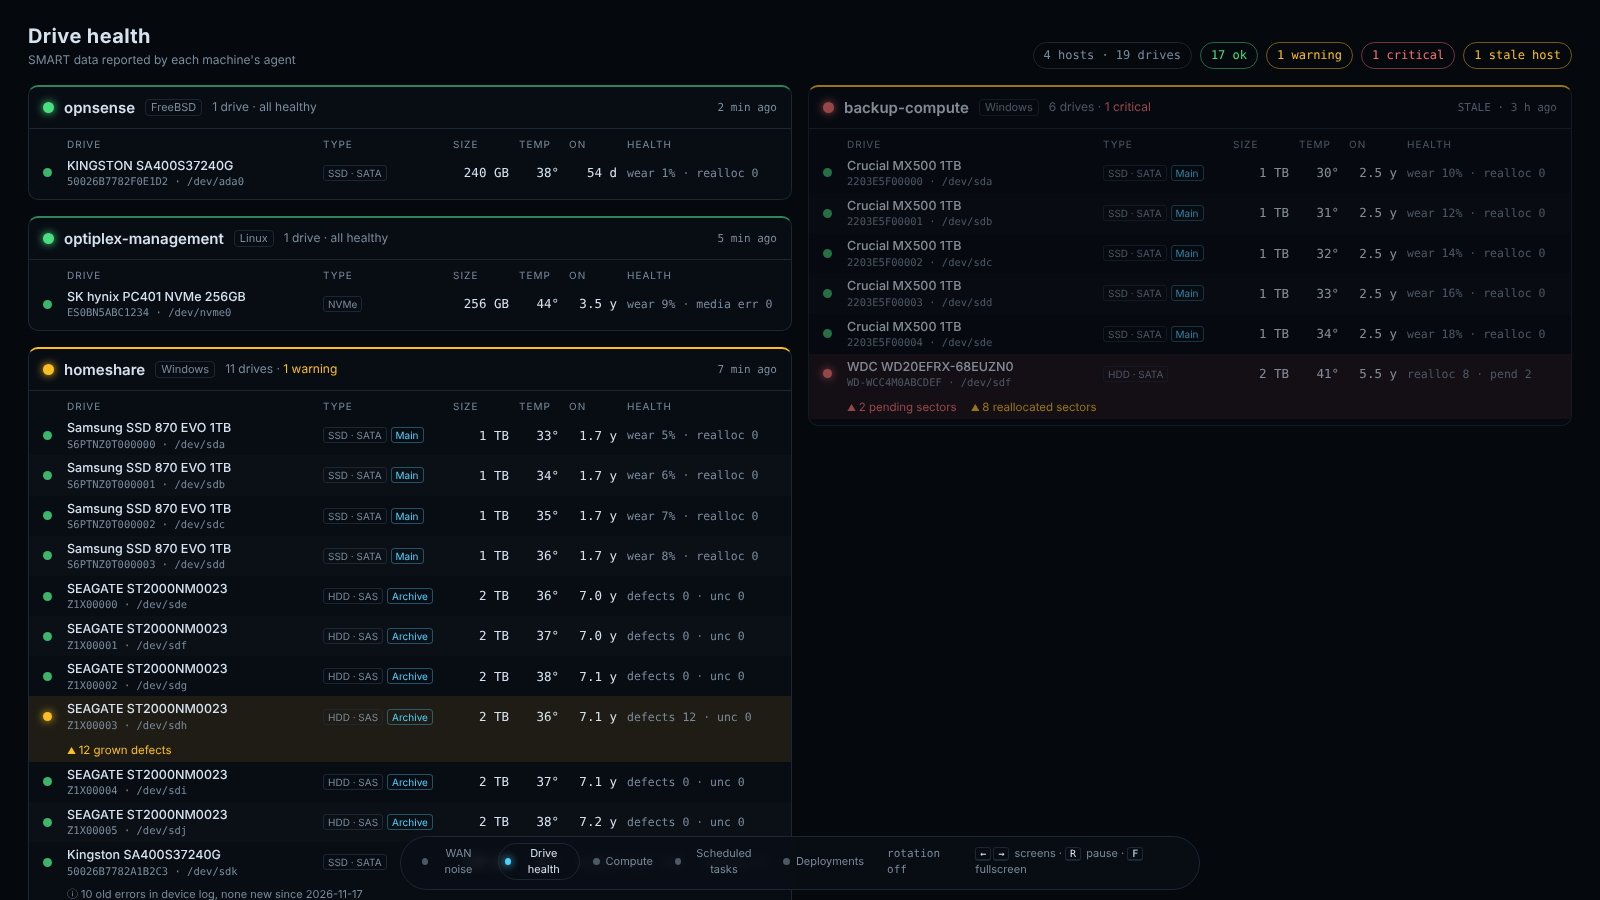 Drive health
SMART data reported by each machine's agent
4 hosts · 19 drives
17 ok
1 warning
1 critical
1 stale host
opnsense FreeBSD 1 drive · all healthy 2 min ago
DRIVE TYPE SIZE TEMP ON HEALTH
KINGSTON SA400S37240G
50026B7782F0E1D2 · /dev/ada0
SSD · SATA 240 GB 38° 54 d wear 1% · realloc 0
optiplex-management Linux 1 drive · all healthy 5 min ago
DRIVE TYPE SIZE TEMP ON HEALTH
SK hynix PC401 NVMe 256GB
ES0BN5ABC1234 · /dev/nvme0
NVMe 256 GB 44° 3.5 y wear 9% · media err 0
homeshare Windows 11 drives · 1 warning 7 min ago
DRIVE TYPE SIZE TEMP ON HEALTH
Samsung SSD 870 EVO 1TB
S6PTNZ0T000000 · /dev/sda
SSD · SATA Main 1 TB 33° 1.7 y wear 5% · realloc 0
Samsung SSD 870 EVO 1TB
S6PTNZ0T000001 · /dev/sdb
SSD · SATA Main 1 TB 34° 1.7 y wear 6% · realloc 0
Samsung SSD 870 EVO 1TB
S6PTNZ0T000002 · /dev/sdc
SSD · SATA Main 1 TB 35° 1.7 y wear 7% · realloc 0
Samsung SSD 870 EVO 1TB
S6PTNZ0T000003 · /dev/sdd
SSD · SATA Main 1 TB 36° 1.7 y wear 8% · realloc 0
SEAGATE ST2000NM0023
Z1X00000 · /dev/sde
HDD · SAS Archive 2 TB 36° 7.0 y defects 0 · unc 0
SEAGATE ST2000NM0023
Z1X00001 · /dev/sdf
HDD · SAS Archive 2 TB 37° 7.0 y defects 0 · unc 0
SEAGATE ST2000NM0023
Z1X00002 · /dev/sdg
HDD · SAS Archive 2 TB 38° 7.1 y defects 0 · unc 0
SEAGATE ST2000NM0023
Z1X00003 · /dev/sdh
HDD · SAS Archive 2 TB 36° 7.1 y defects 12 · unc 0
▲ 12 grown defects
SEAGATE ST2000NM0023
Z1X00004 · /dev/sdi
HDD · SAS Archive 2 TB 37° 7.1 y defects 0 · unc 0
SEAGATE ST2000NM0023
Z1X00005 · /dev/sdj
HDD · SAS Archive 2 TB 38° 7.2 y defects 0 · unc 0
Kingston SA400S37240G
50026B7782A1B2C3 · /dev/sdk
SSD · SATA
ⓘ 10 old errors in device log, none new since 2026-11-17
backup-compute Windows 6 drives · 1 critical STALE · 3 h ago
DRIVE TYPE SIZE TEMP ON HEALTH
Crucial MX500 1TB
2203E5F00000 · /dev/sda
SSD · SATA Main 1 TB 30° 2.5 y wear 10% · realloc 0
Crucial MX500 1TB
2203E5F00001 · /dev/sdb
SSD · SATA Main 1 TB 31° 2.5 y wear 12% · realloc 0
Crucial MX500 1TB
2203E5F00002 · /dev/sdc
SSD · SATA Main 1 TB 32° 2.5 y wear 14% · realloc 0
Crucial MX500 1TB
2203E5F00003 · /dev/sdd
SSD · SATA Main 1 TB 33° 2.5 y wear 16% · realloc 0
Crucial MX500 1TB
2203E5F00004 · /dev/sde
SSD · SATA Main 1 TB 34° 2.5 y wear 18% · realloc 0
WDC WD20EFRX-68EUZN0
WD-WCC4M0ABCDEF · /dev/sdf
HDD · SATA 2 TB 41° 5.5 y realloc 8 · pend 2
▲ 2 pending sectors ▲ 8 reallocated sectors
WAN noise
Drive health
Compute
Scheduled tasks
Deployments
rotation off
← → screens · R pause · F fullscreen